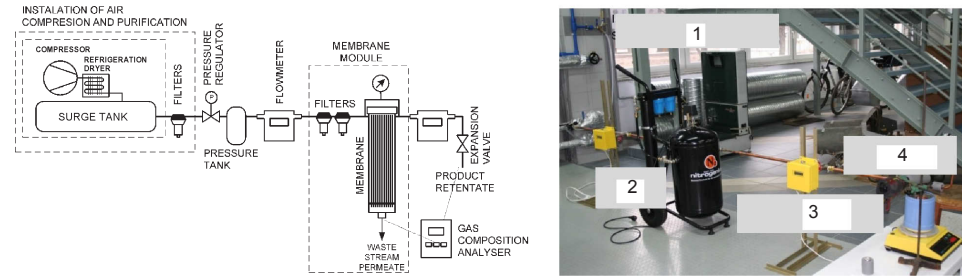 INSTALATION OF AIR
COMPRESION AND PURIFICATION
COMPRESSOR
REFRIGERATION
DRYER
SURGE TANK
FILTERS
PRESSURE
REGULATOR
P
PRESSURE
TANK
FLOWMETER
MEMBRANE
MODULE
FILTERS
MEMBRANE
WASTE
STREAM
PERMEATE
EXPANSION
VALVE
PRODUCT
RETENTATE
GAS
COMPOSITION
ANALYSER
1
2
3
4
N
nitrogen